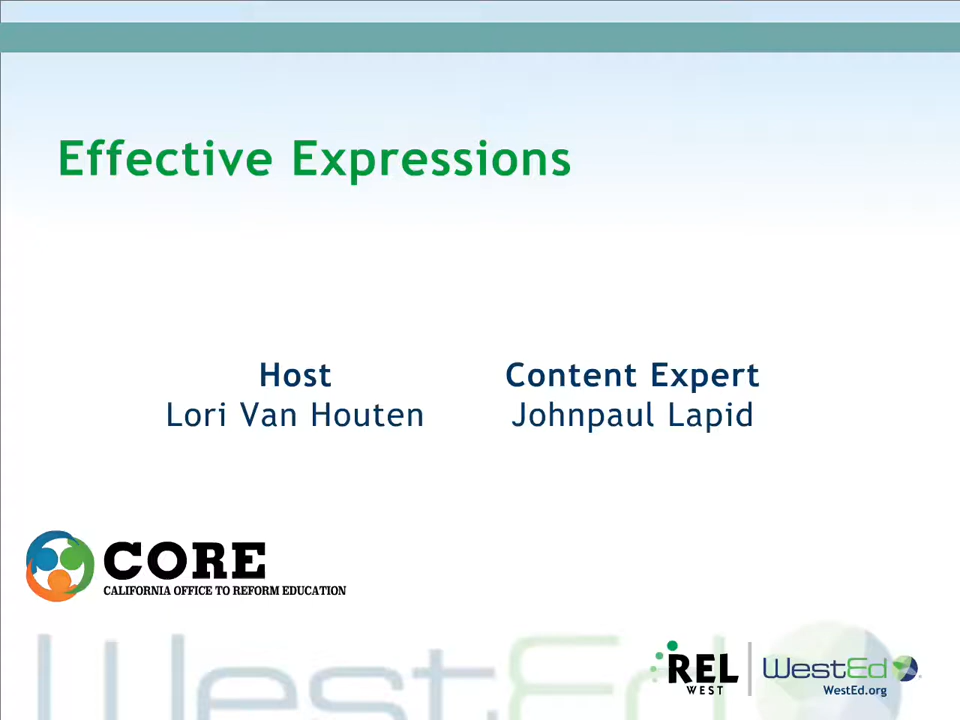 Effective Expressions
Host
Lori Van Houten
Content Expert
Johnpaul Lapid
CORE
CALIFORNIA OFFICE TO REFORM EDUCATION
WestEd
REL
WEST
WestEd
WestEd.org